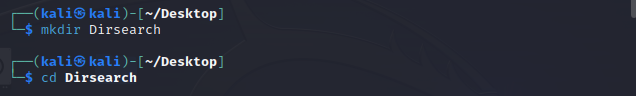 ┌──(kali㉿kali)-[~/Desktop]
└─$ mkdir Dirsearch
┌──(kali㉿kali)-[~/Desktop]
└─$ cd Dirsearch